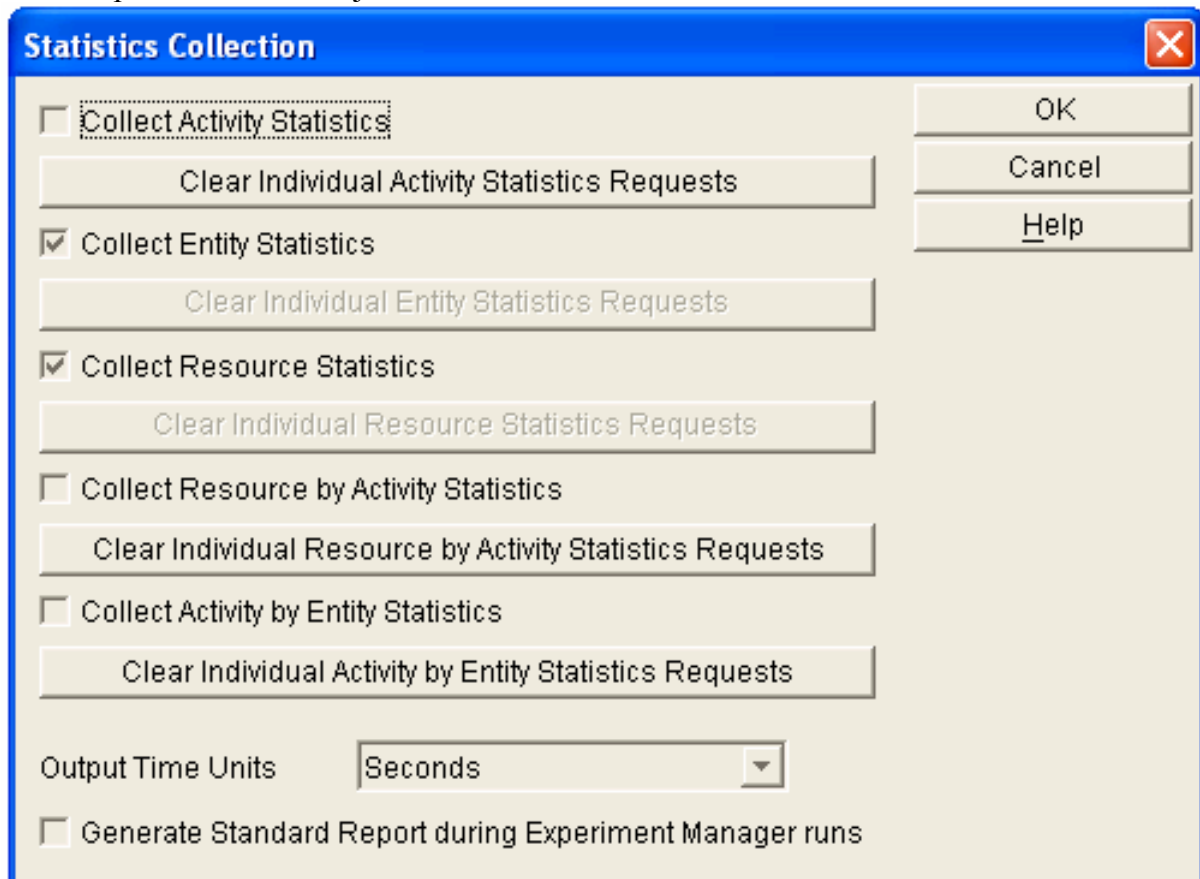 Statistics Collection
Collect Activity Statistics
OK
Clear Individual Activity Statistics Requests
Cancel
Collect Entity Statistics
Help
Clear Individual Entity Statistics Requests
Collect Resource Statistics
Clear Individual Resource Statistics Requests
Collect Resource by Activity Statistics
Clear Individual Resource by Activity Statistics Requests
Collect Activity by Entity Statistics
Clear Individual Activity by Entity Statistics Requests
Output Time Units Seconds
Generate Standard Report during Experiment Manager runs